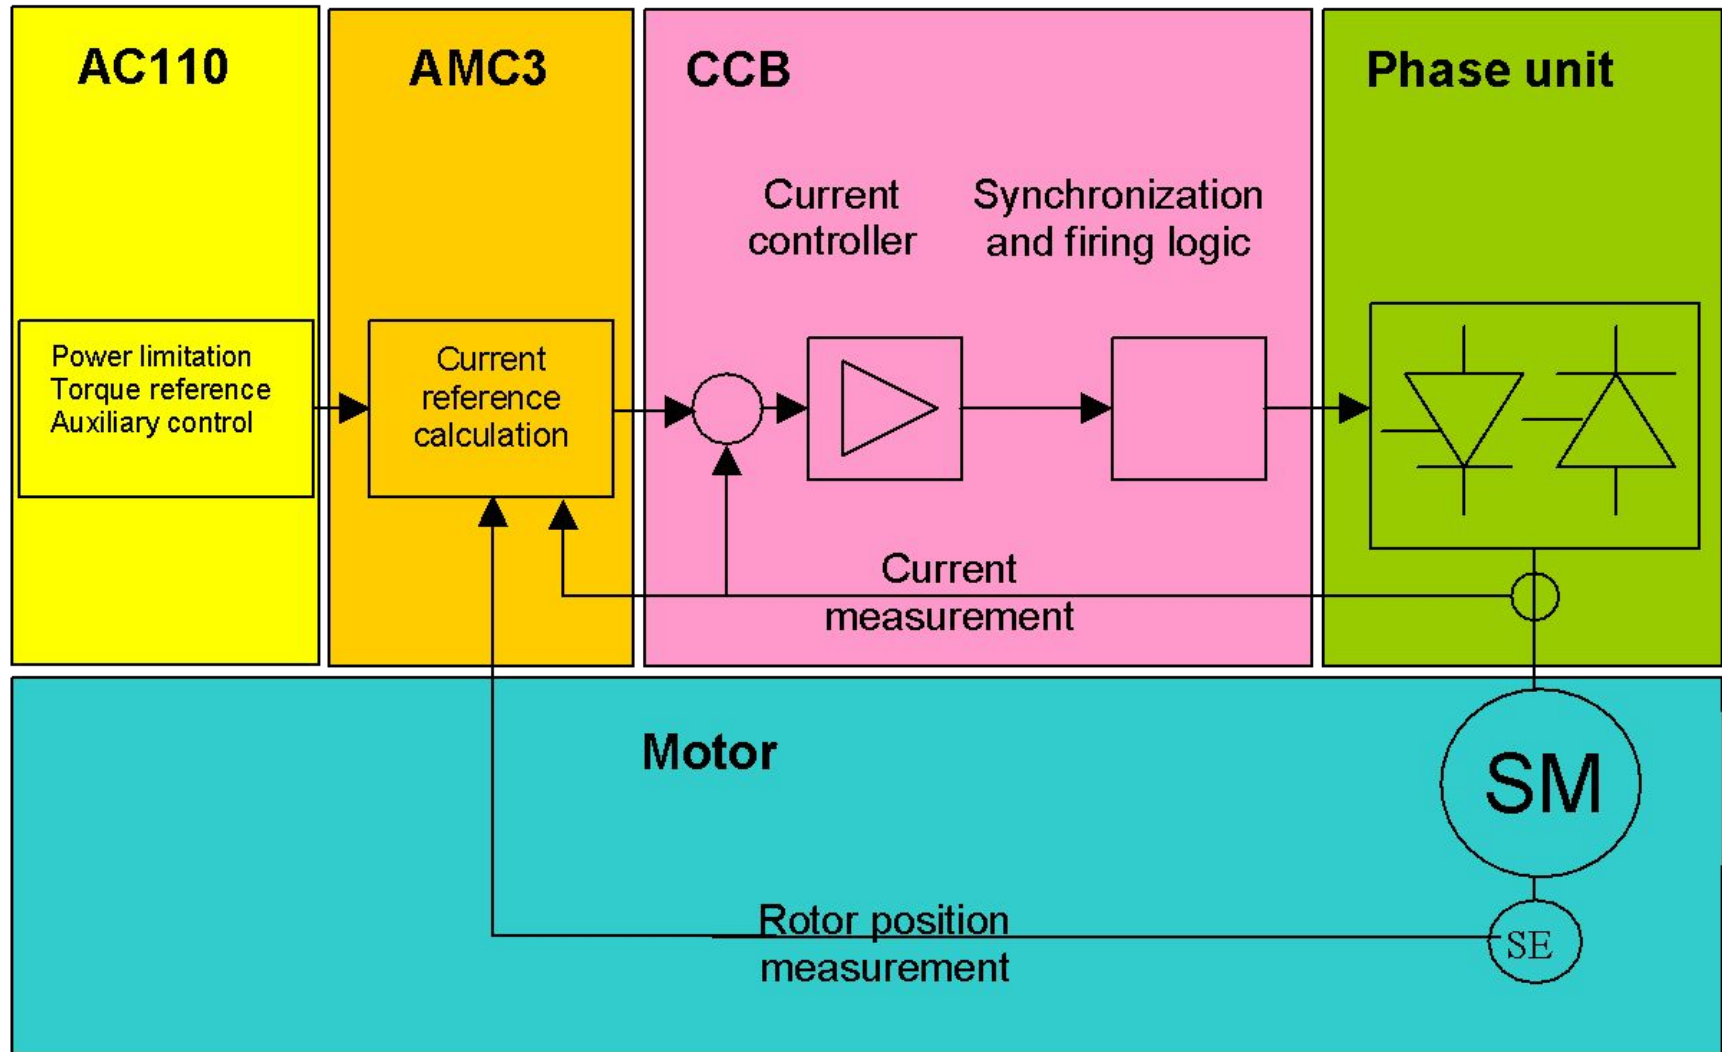 AC110
AMC3
CCB
Phase unit
Current
controller
Synchronization
and firing logic
Power limitation
Torque reference
Auxiliary control
Current
reference
calculation
Current
measurement
Motor
SM
Rotor position
measurement
SE